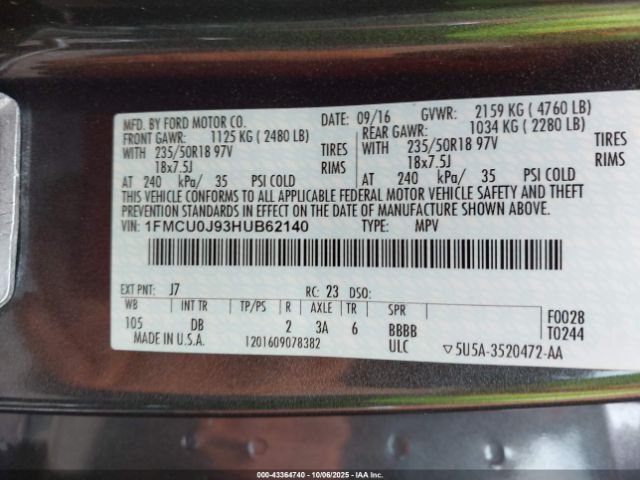 MFD. BY FORD MOTOR CO. DATE: 09/16 GVWR: 2159 KG ( 4760 LB)
FRONT GAWR: 1125 KG ( 2480 LB) REAR GAWR: 1034 KG ( 2280 LB)
WITH 235/50R18 97V TIRES WITH 235/50R18 97V TIRES
18x7.5J RIMS 18x7.5J RIMS
AT 240 kPa/ 35 PSI COLD AT 240 kPa/ 35 PSI COLD
THIS VEHICLE CONFORMS TO ALL APPLICABLE FEDERAL MOTOR VEHICLE SAFETY AND THEFT
PREVENTION STANDARDS IN EFFECT ON THE DATE OF MANUFACTURE SHOWN ABOVE.
VIN: 1FMCU0J93HUB62140 TYPE: MPV
EXT PNT: J7 RC: 23 DSO:
WB INT TR TP/PS R AXLE TR SPR F0028
105 DB 2 3A 6 BBBB T0244
MADE IN U.S.A. 1201609078382 ULC ▽5U5A-3520472-AA
000-43364740 - 10/06/2025 - IAA Inc.